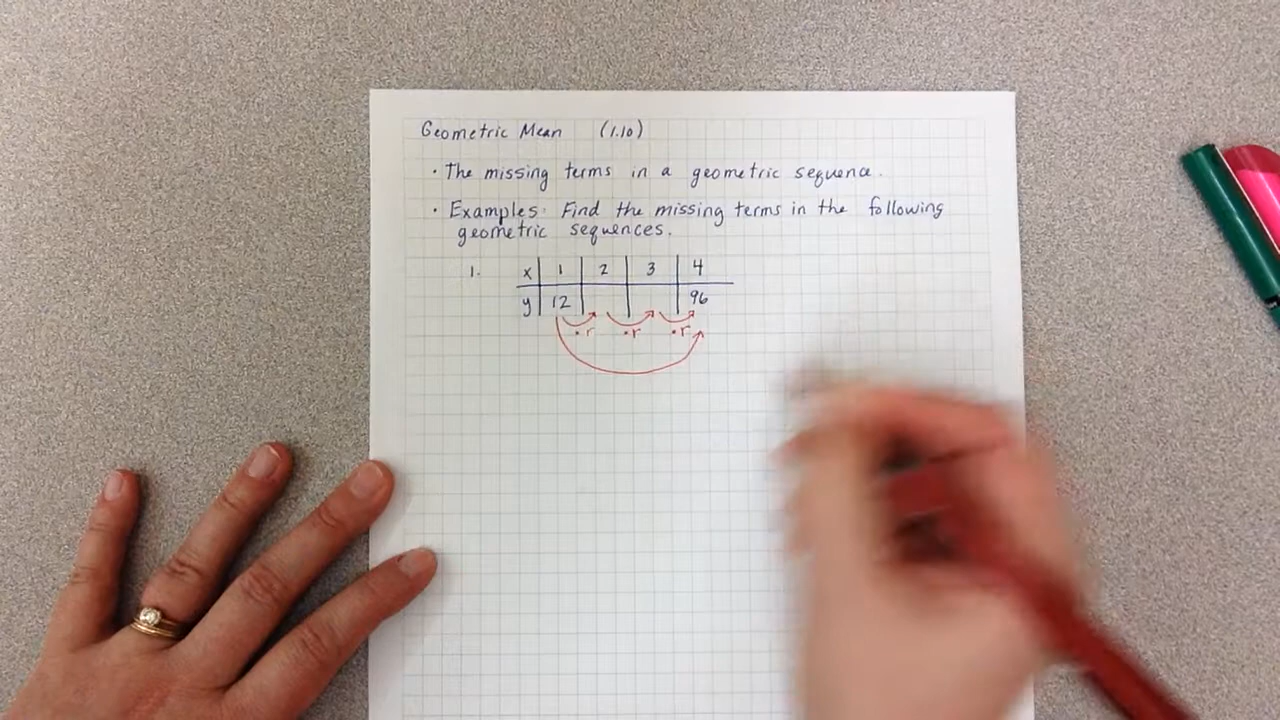 Geometric Mean (1.10)
• The missing terms in a geometric sequence.
• Examples: Find the missing terms in the following
geometric sequences.
1. x 1 2 3 4
y 12 96
•r •r •r